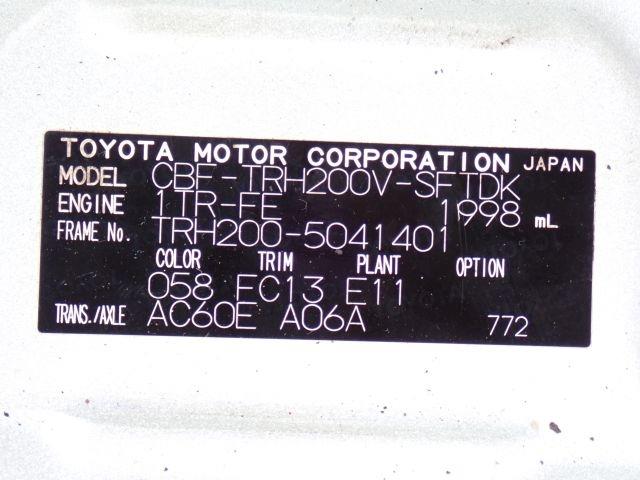 TOYOTA MOTOR CORPORATION JAPAN
MODEL CBF-TRH200V-SFTDK
ENGINE 1TR-FE 1998 mL
FRAME No. TRH200-5041401
COLOR TRIM PLANT OPTION
058 FC13 E11
TRANS./AXLE AC60E A06A 772